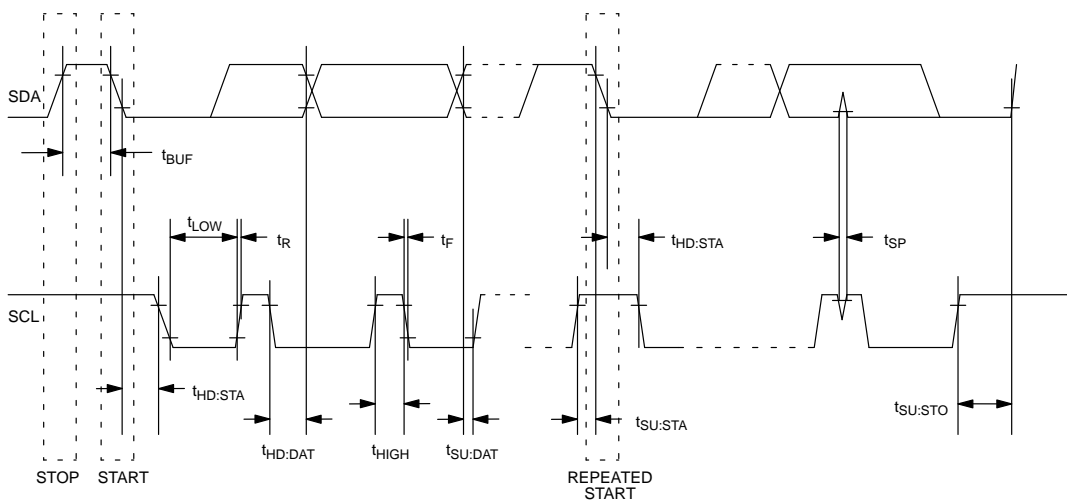 SDA
tBUF
tLOW
tR
tF
tHD:STA
tSP
SCL
tHD:STA
tHD:DAT
tHIGH
tSU:DAT
tSU:STA
tSU:STO
STOP
START
REPEATED
START